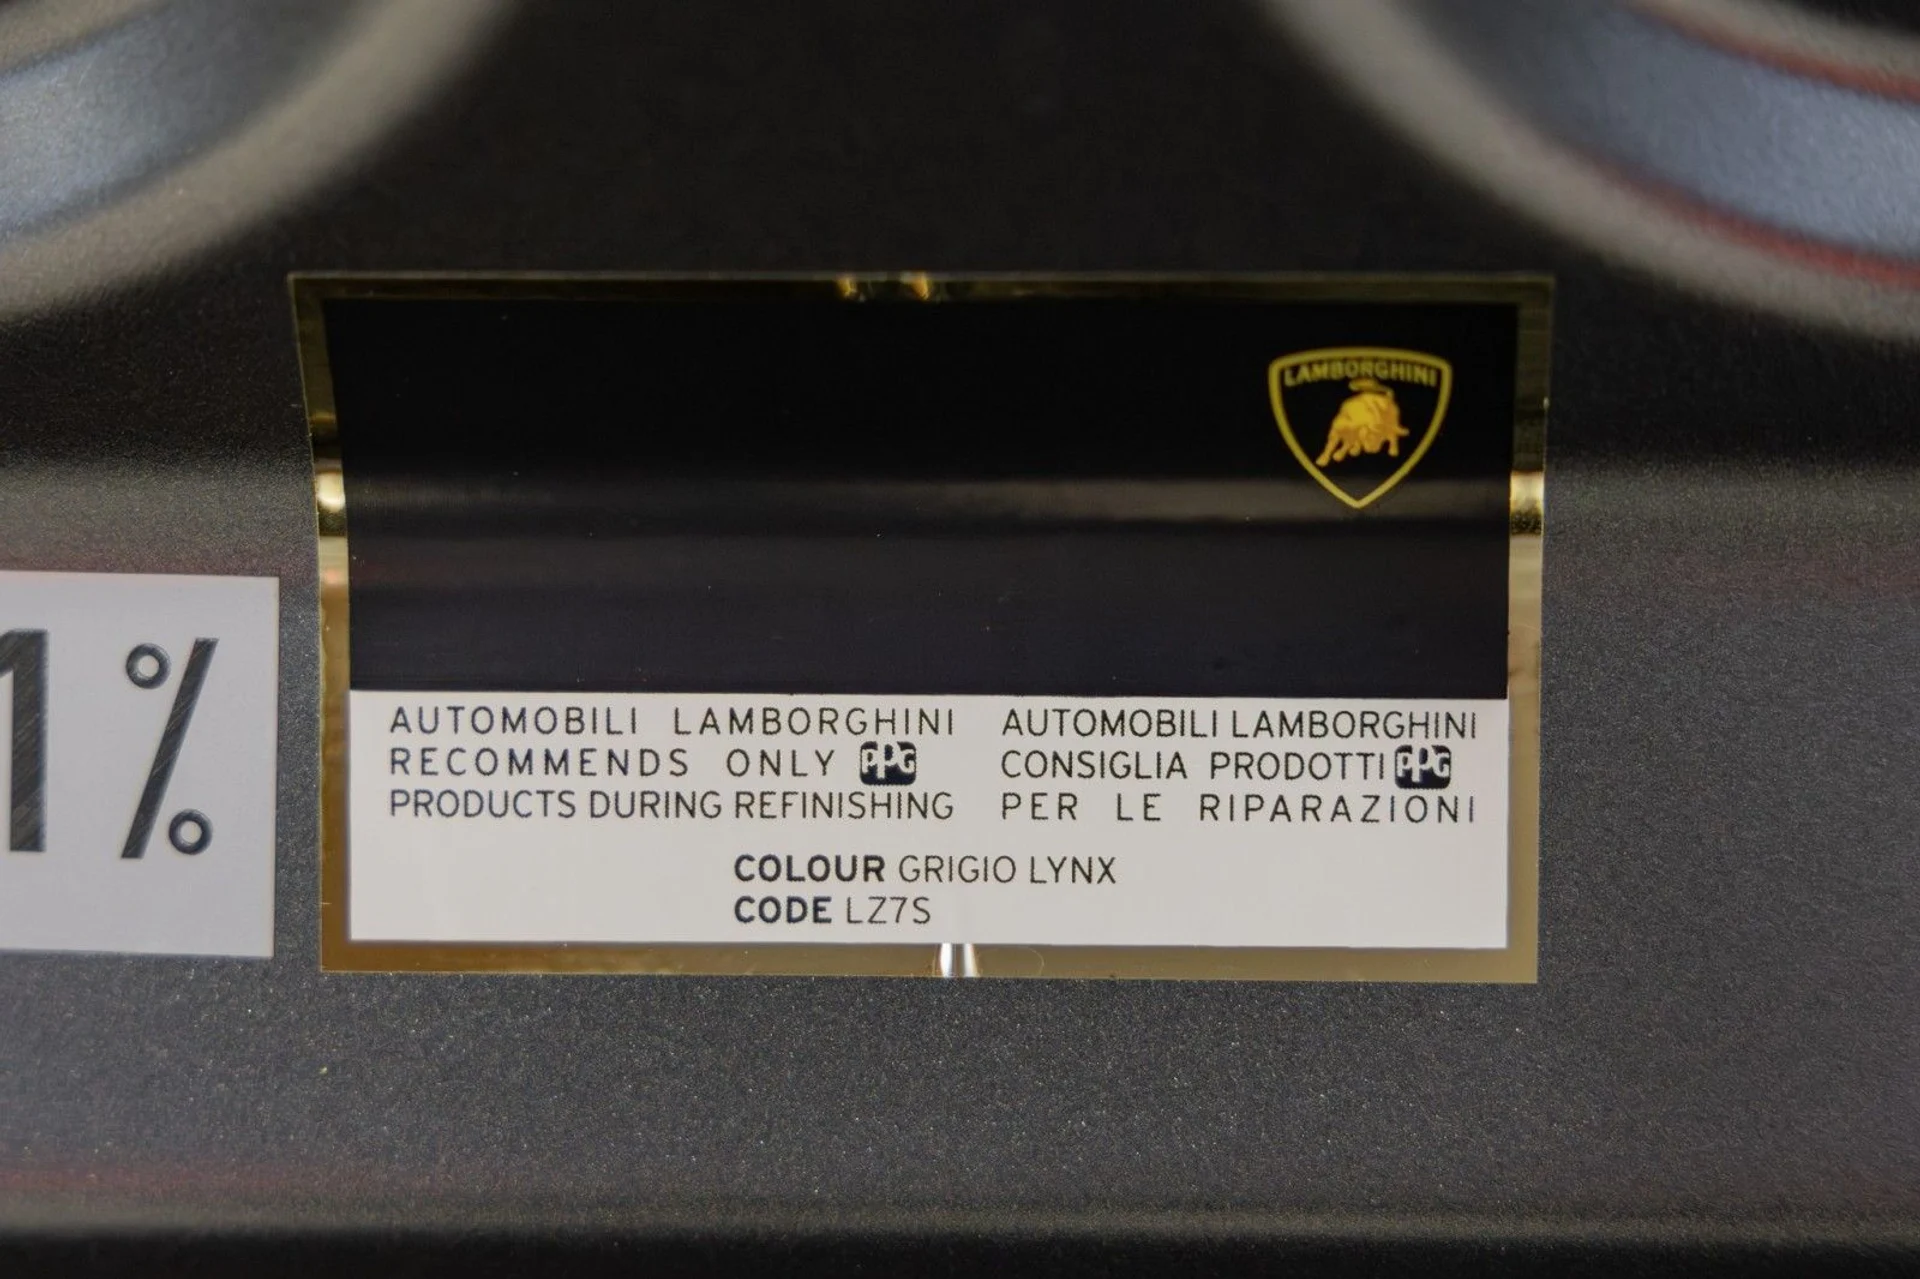 LAMBORGHINI
AUTOMOBILI LAMBORGHINI
RECOMMENDS ONLY PPG
PRODUCTS DURING REFINISHING
AUTOMOBILI LAMBORGHINI
CONSIGLIA PRODOTTI PPG
PER LE RIPARAZIONI
COLOUR GRIGIO LYNX
CODE LZ7S
1%